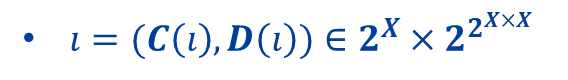 • ι = (C(ι), D(ι)) ∈ 2^X × 2^{2^{X×X}}